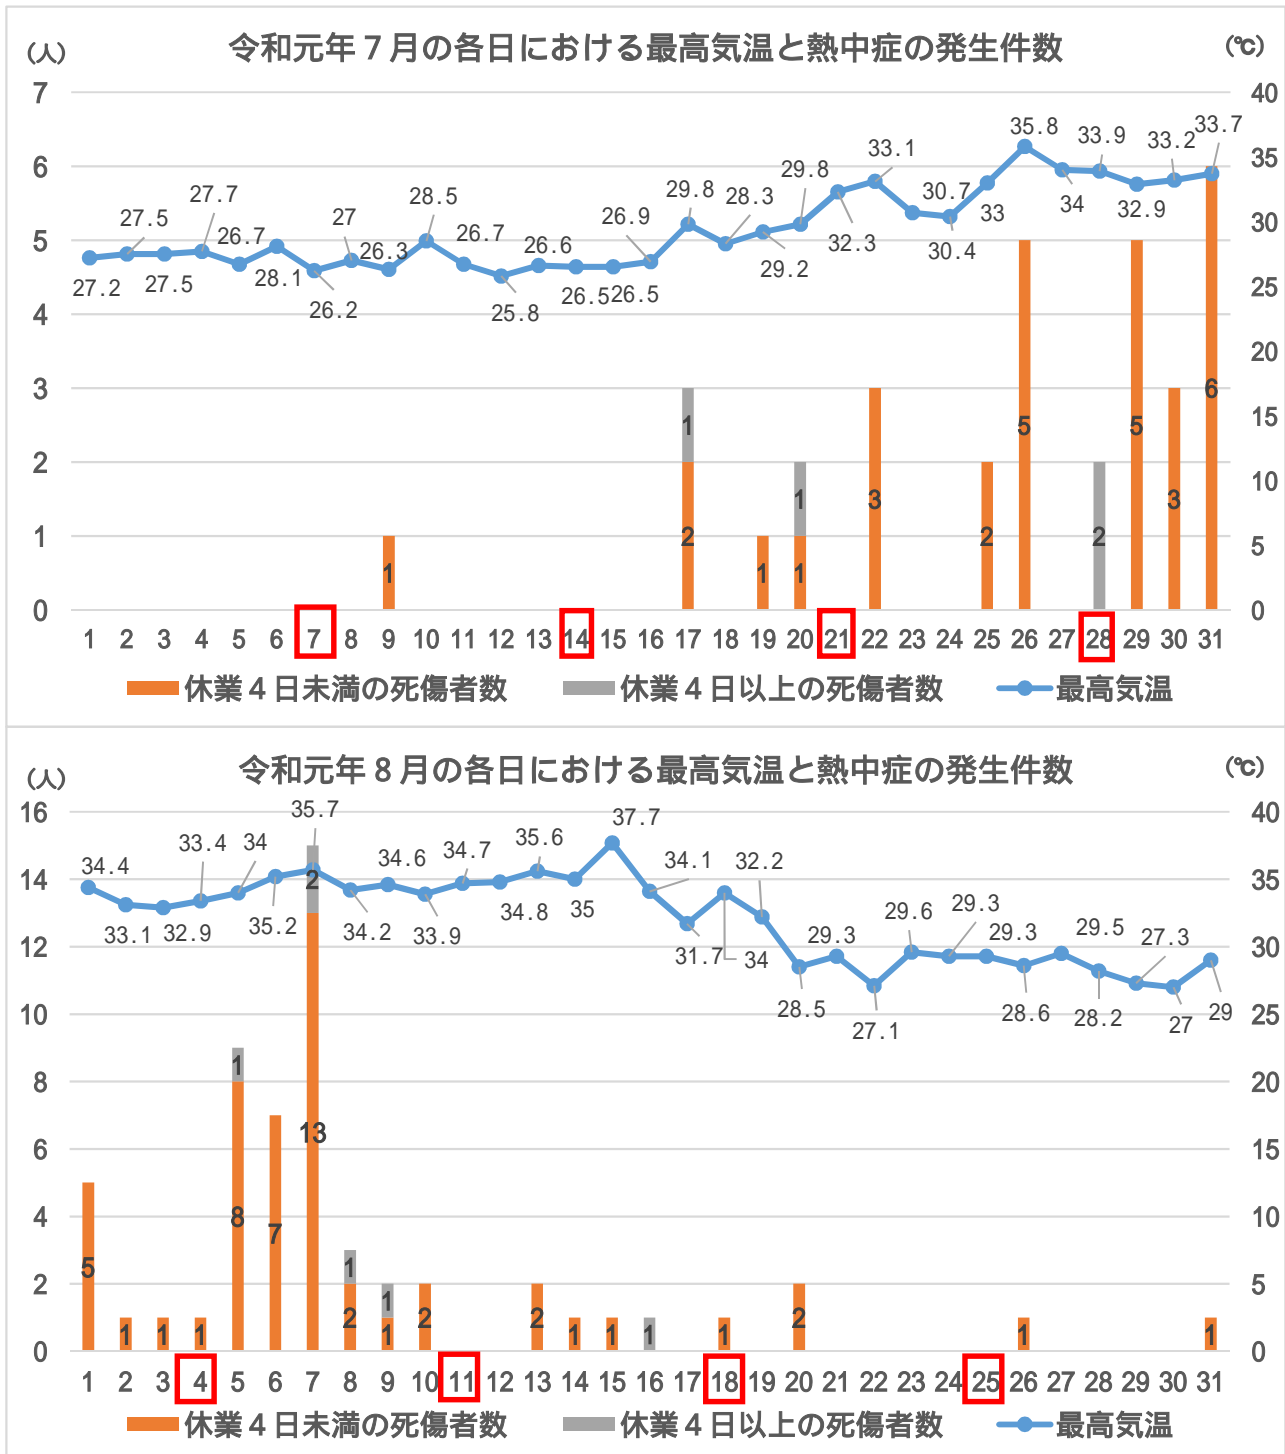 令和元年７月の各日における最高気温と熱中症の発生件数
(人)
(℃)
7 6 5 4 3 2 1 0
40 35 30 25 20 15 10 5 0
27.2 27.5 27.5 27.7 26.7 28.1 26.2 27 26.3 28.5 26.7 25.8 26.6 26.5 26.5 26.9 29.8 28.3 29.2 29.8 32.3 33.1 30.7 30.4 33 35.8 34 33.9 32.9 33.2 33.7
1 2 1 1 1 1 3 2 5 2 5 3 6
1 2 3 4 5 6 7 8 9 10 11 12 13 14 15 16 17 18 19 20 21 22 23 24 25 26 27 28 29 30 31
休業４日未満の死傷者数 休業４日以上の死傷者数 最高気温
令和元年８月の各日における最高気温と熱中症の発生件数
(人)
(℃)
16 14 12 10 8 6 4 2 0
40 35 30 25 20 15 10 5 0
34.4 33.1 32.9 33.4 34 35.2 35.7 34.2 34.6 33.9 34.7 34.8 35.6 35 37.7 34.1 31.7 34 32.2 28.5 29.3 27.1 29.6 29.3 29.3 28.6 29.5 28.2 27.3 27 29
5 1 1 1 8 1 7 13 2 2 1 1 1 2 2 1 1 1 1 2 1 1
1 2 3 4 5 6 7 8 9 10 11 12 13 14 15 16 17 18 19 20 21 22 23 24 25 26 27 28 29 30 31
休業４日未満の死傷者数 休業４日以上の死傷者数 最高気温